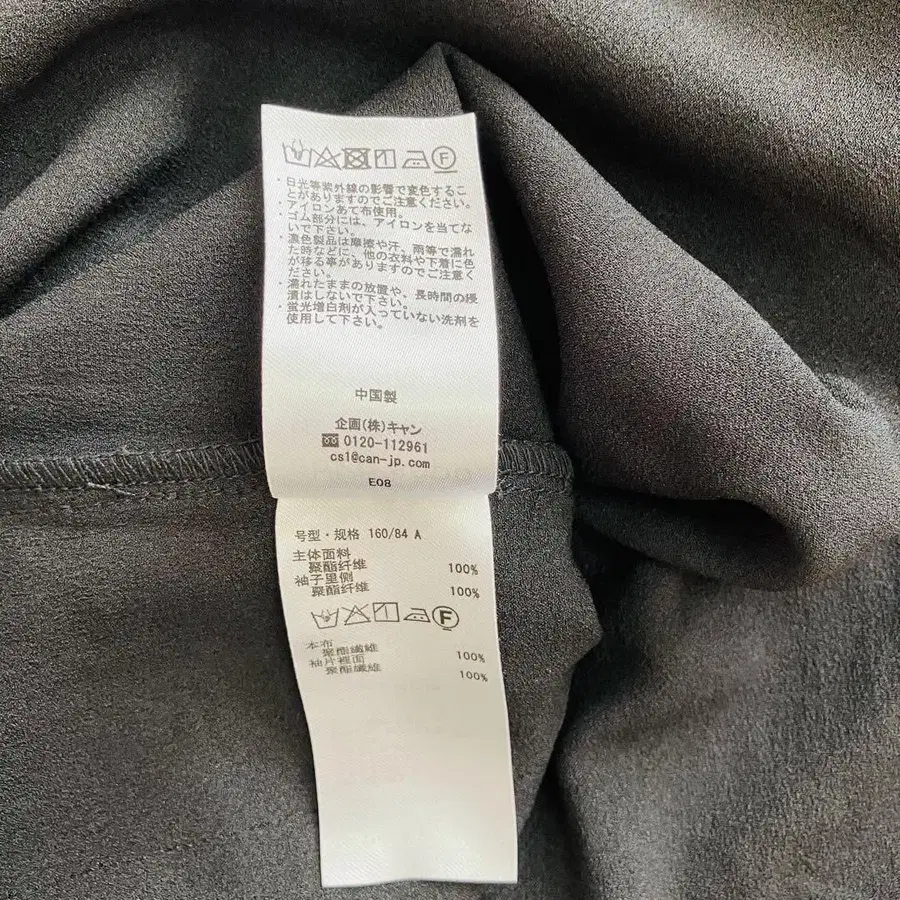 ・日光等紫外線の影響で変色するこ
とがありますのでご注意ください。
・アイロンあて布使用。
・ゴム部分には、アイロンを当てな
いで下さい。
・濃色製品は摩擦や汗、雨等で濡れ
た時などに、他の衣料や下着に色
が移る事がありますのでご注意く
ださい。
・濡れたままの放置や、長時間の浸
漬はしないで下さい。
・蛍光増白剤が入っていない洗剤を
使用して下さい。
中国製
企画(株)キャン
0120-112961
cs1@can-jp.com
E08
号型・规格 160/84 A
主体面料
聚酯纤维 100%
袖子里侧
聚酯纤维 100%
F
本布
聚酯纖維 100%
袖片裡面
聚酯纖維 100%